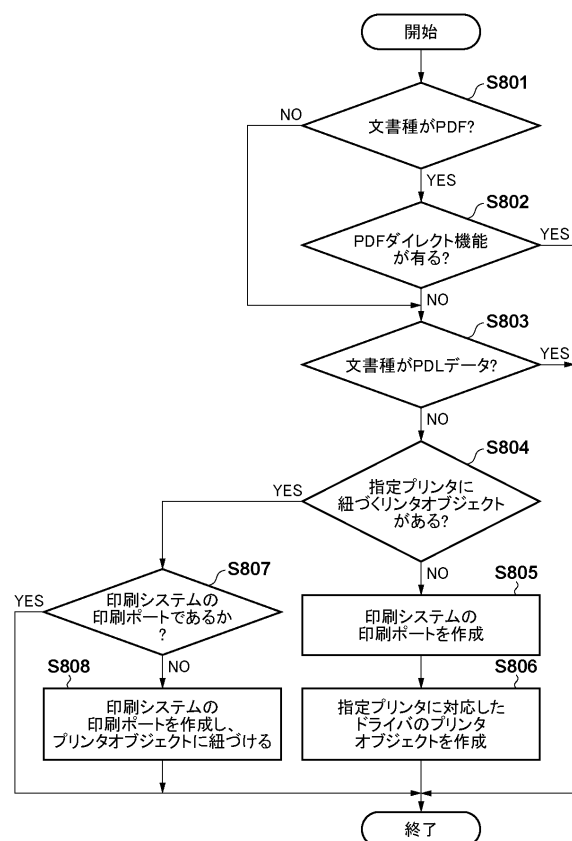 開始
S801
文書種がPDF?
NO
YES
S802
PDFダイレクト機能
が有る?
YES
NO
S803
文書種がPDLデータ?
YES
NO
S804
指定プリンタに
紐づくリンタオブジェクト
がある?
YES
NO
S807
印刷システムの
印刷ポートであるか
?
YES
NO
S805
印刷システムの
印刷ポートを作成
S808
印刷システムの
印刷ポートを作成し、
プリンタオブジェクトに紐づける
S806
指定プリンタに対応した
ドライバのプリンタ
オブジェクトを作成
終了